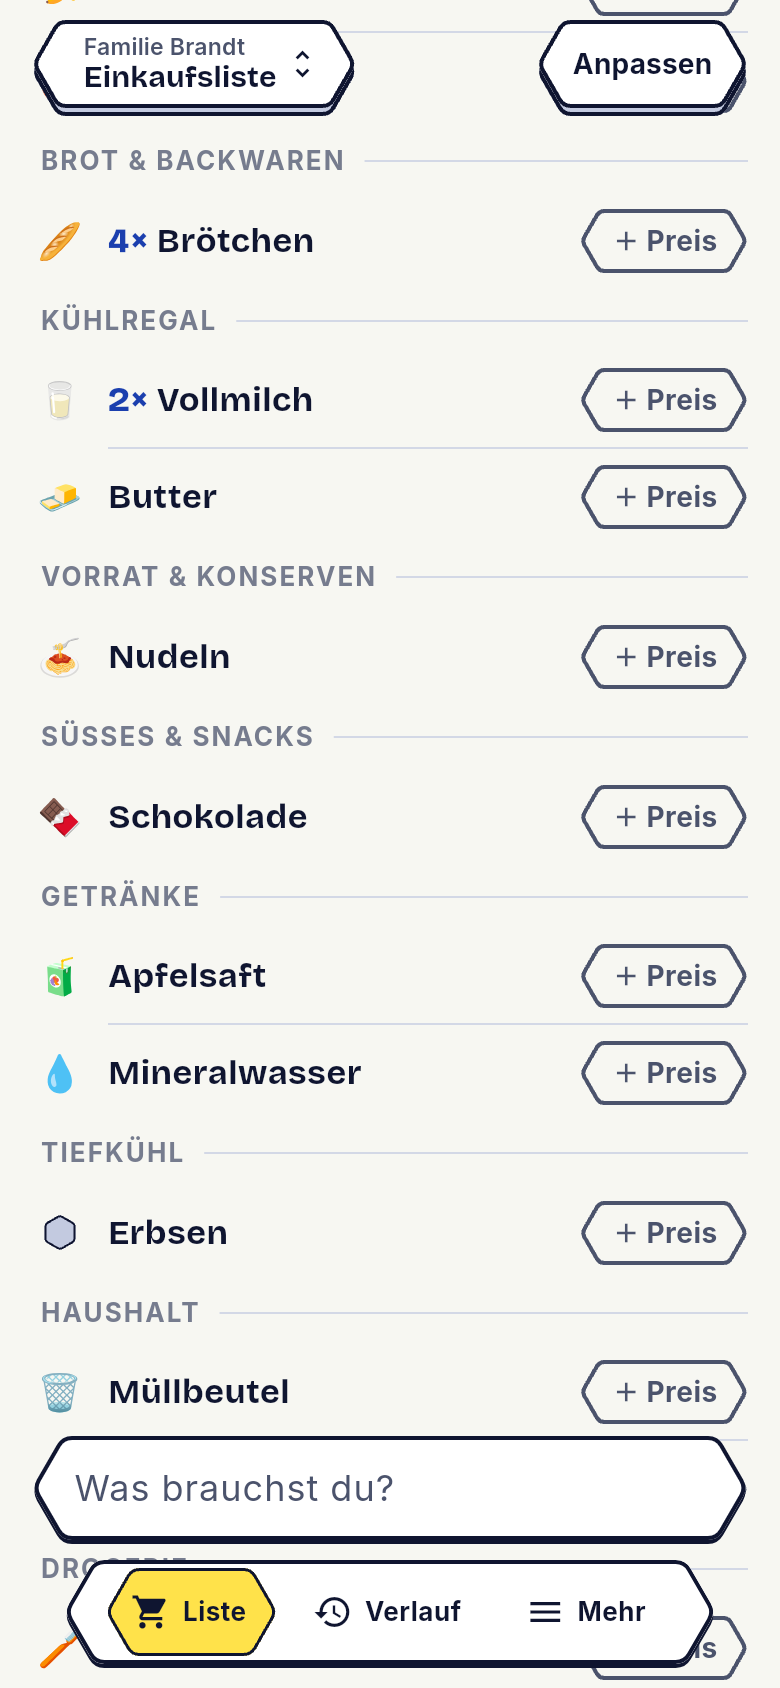 Familie Brandt
Einkaufsliste
Anpassen
BROT & BACKWAREN
4× Brötchen
+ Preis
KÜHLREGAL
2× Vollmilch
+ Preis
Butter
+ Preis
VORRAT & KONSERVEN
Nudeln
+ Preis
SÜSSES & SNACKS
Schokolade
+ Preis
GETRÄNKE
Apfelsaft
+ Preis
Mineralwasser
+ Preis
TIEFKÜHL
Erbsen
+ Preis
HAUSHALT
Müllbeutel
+ Preis
Was brauchst du?
Liste
Verlauf
Mehr